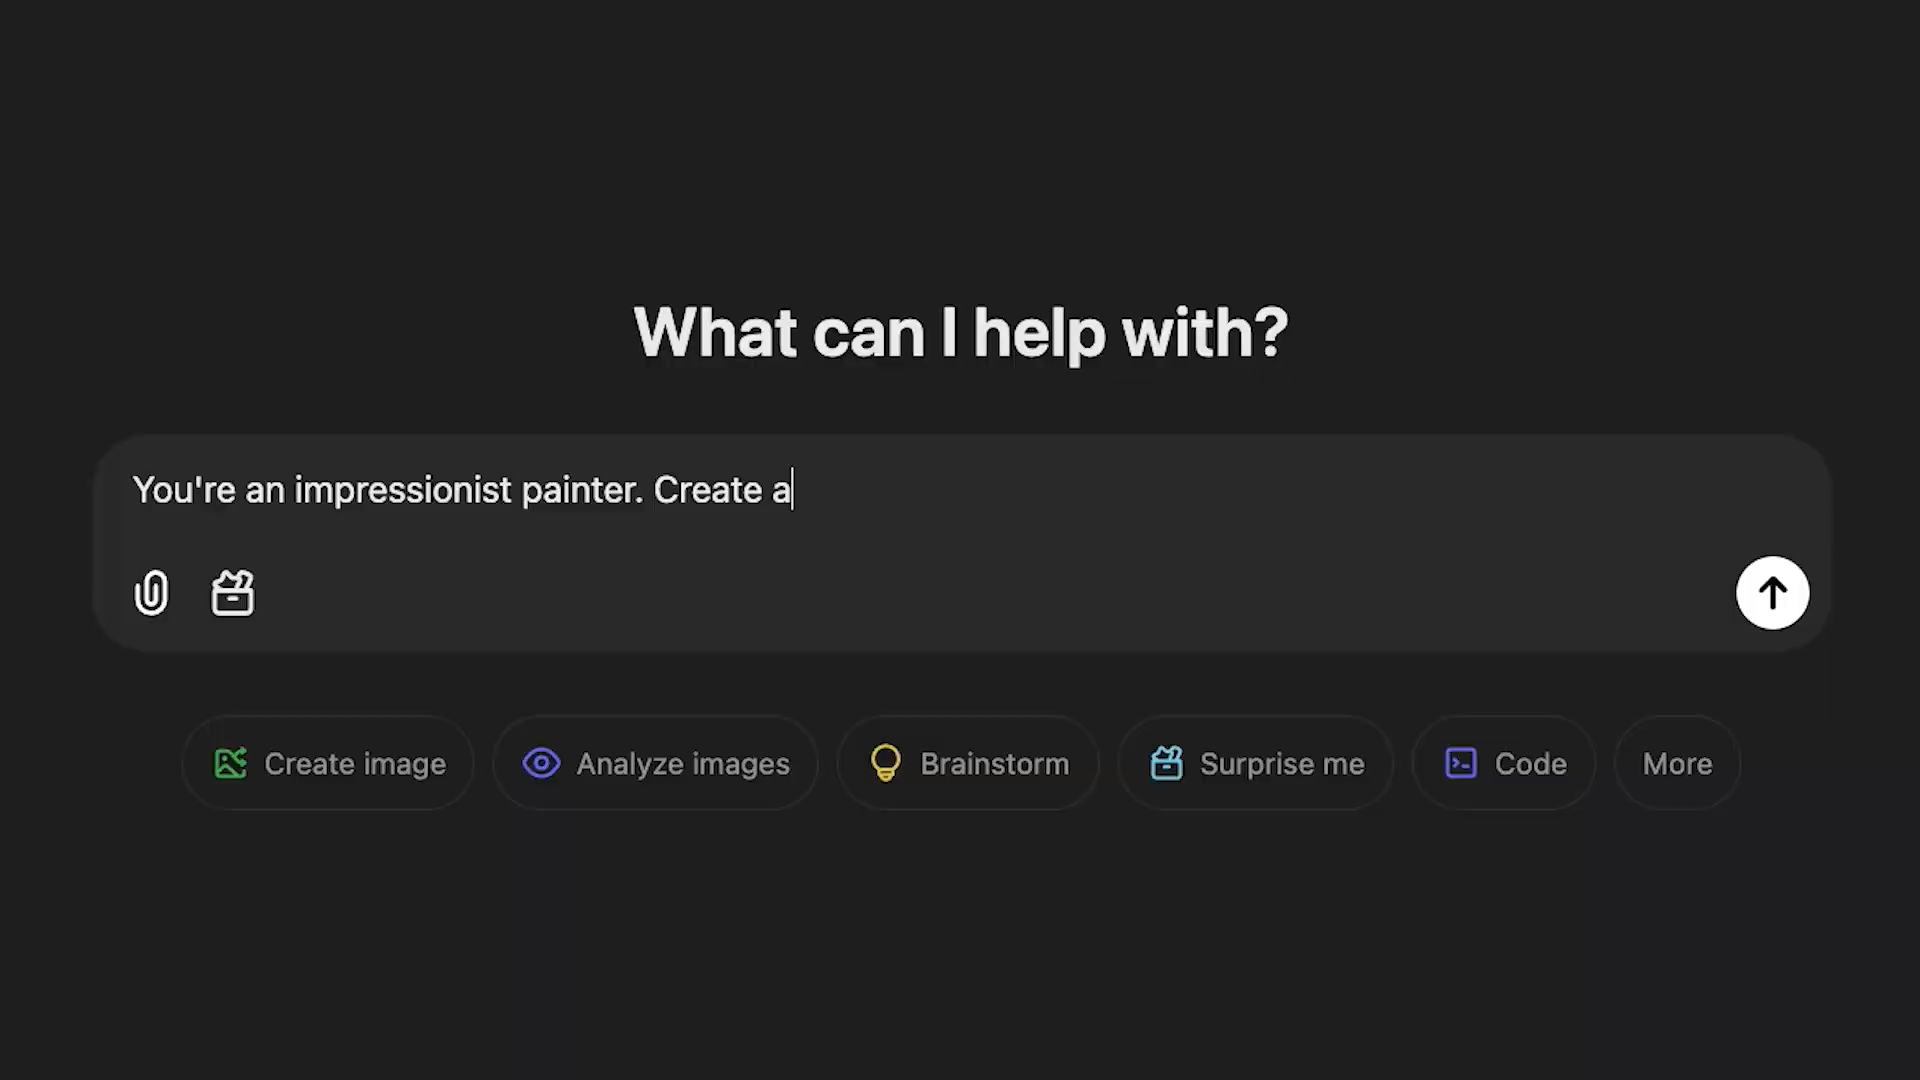 What can I help with?
You're an impressionist painter. Create a
Create image
Analyze images
Brainstorm
Surprise me
Code
More